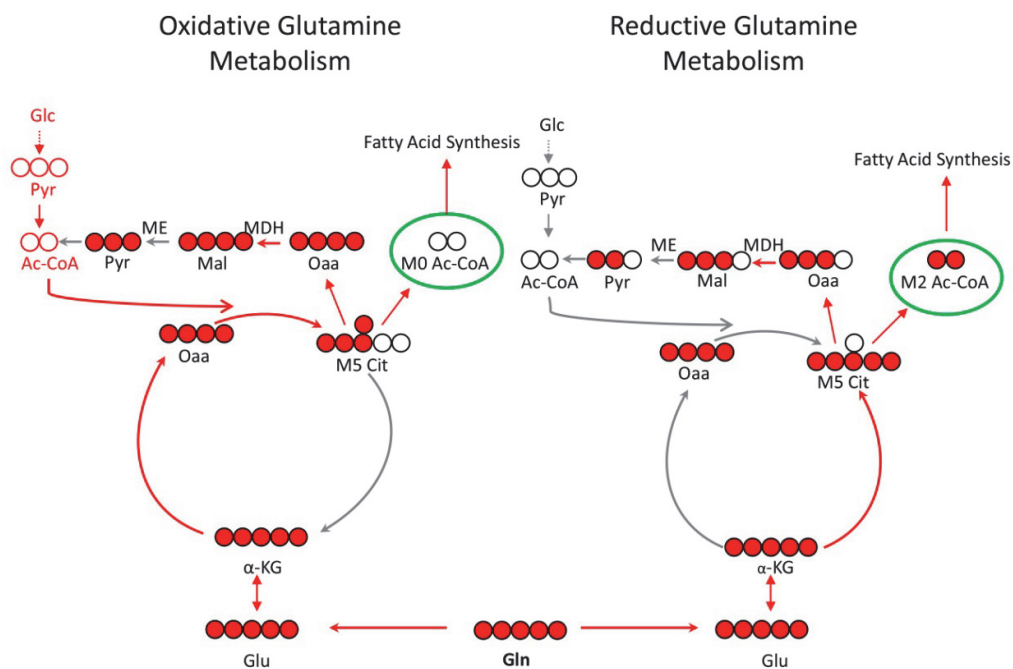 Oxidative Glutamine
Metabolism
Glc
Pyr
Ac-CoA
Pyr
ME
Mal
MDH
Oaa
Fatty Acid Synthesis
M0 Ac-CoA
Oaa
M5 Cit
α-KG
Glu
Gln
Reductive Glutamine
Metabolism
Glc
Pyr
Ac-CoA
Pyr
ME
Mal
MDH
Oaa
Fatty Acid Synthesis
M2 Ac-CoA
Oaa
M5 Cit
α-KG
Glu